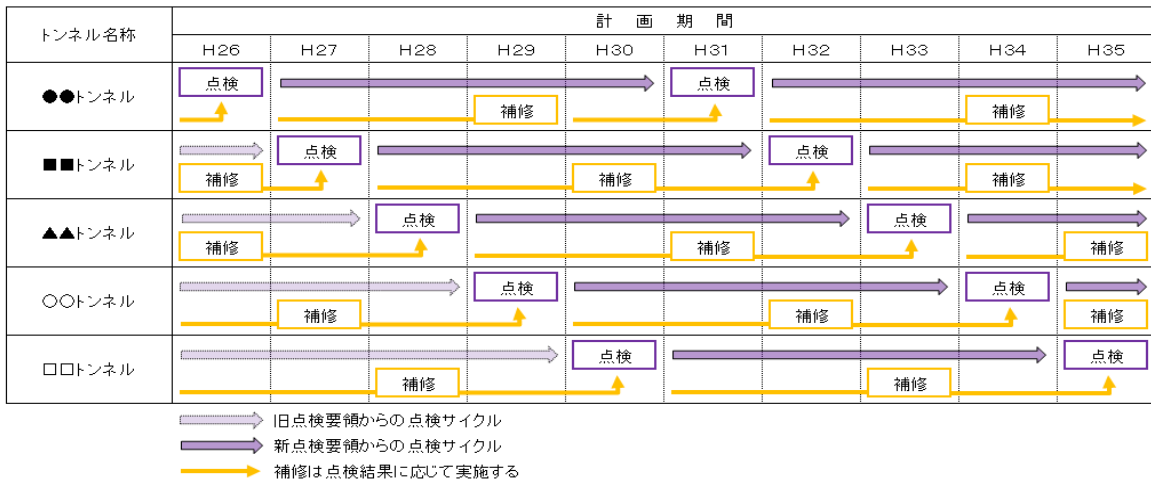 トンネル名称
計画期間
H26 H27 H28 H29 H30 H31 H32 H33 H34 H35
●●トンネル
点検 点検
補修 補修
■■トンネル
点検 点検
補修 補修 補修
▲▲トンネル
点検 点検
補修 補修 補修
○○トンネル
点検 点検
補修 補修 補修
□□トンネル
点検 点検
補修 補修
旧点検要領からの点検サイクル
新点検要領からの点検サイクル
補修は点検結果に応じて実施する